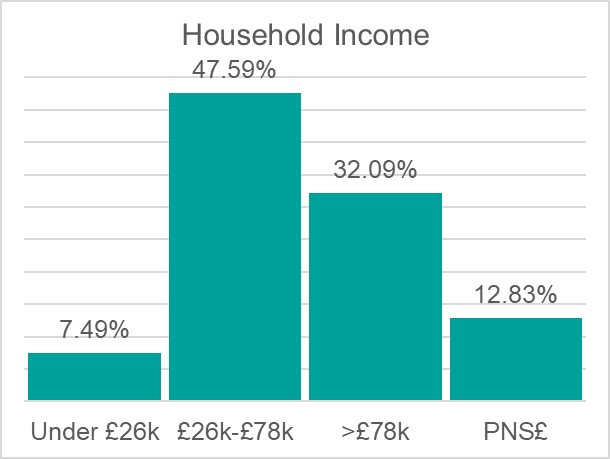 Household Income
47.59%
32.09%
12.83%
7.49%
Under £26k £26k-£78k >£78k PNS£